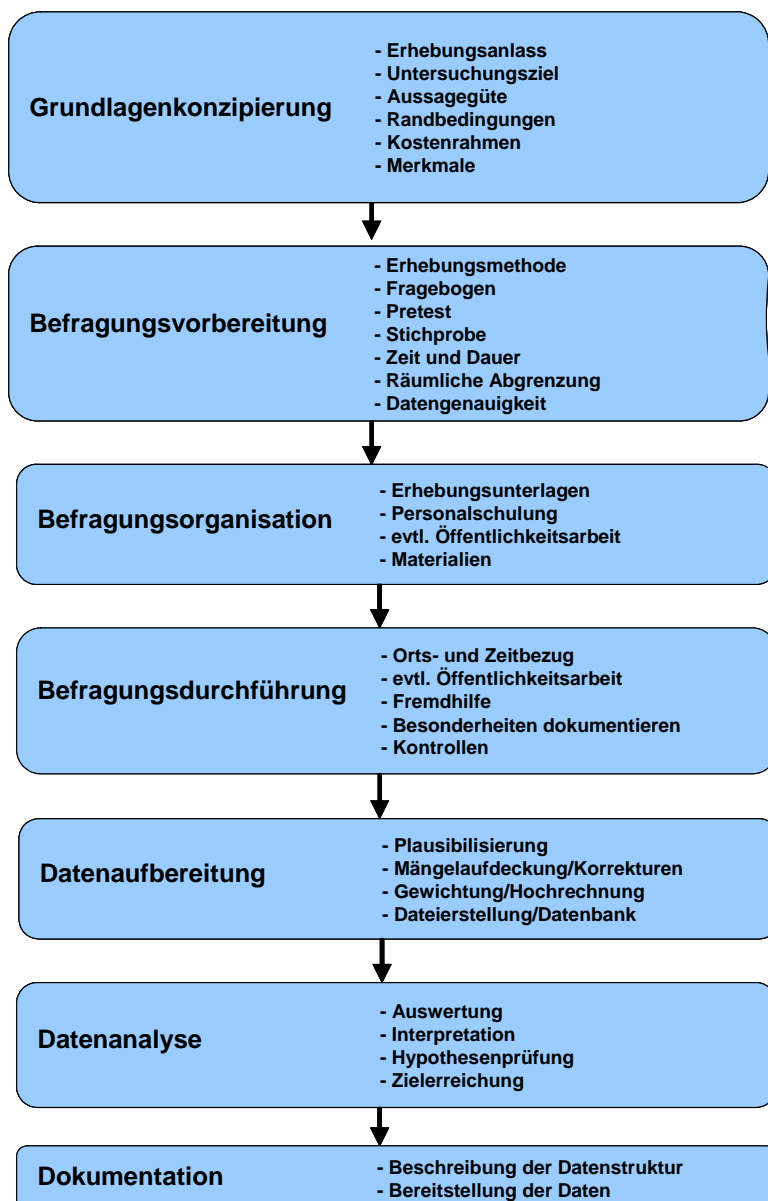 Grundlagenkonzipierung
- Erhebungsanlass
- Untersuchungsziel
- Aussagegüte
- Randbedingungen
- Kostenrahmen
- Merkmale
Befragungsvorbereitung
- Erhebungsmethode
- Fragebogen
- Pretest
- Stichprobe
- Zeit und Dauer
- Räumliche Abgrenzung
- Datengenauigkeit
Befragungsorganisation
- Erhebungsunterlagen
- Personalschulung
- evtl. Öffentlichkeitsarbeit
- Materialien
Befragungsdurchführung
- Orts- und Zeitbezug
- evtl. Öffentlichkeitsarbeit
- Fremdhilfe
- Besonderheiten dokumentieren
- Kontrollen
Datenaufbereitung
- Plausibilisierung
- Mängelaufdeckung/Korrekturen
- Gewichtung/Hochrechnung
- Dateierstellung/Datenbank
Datenanalyse
- Auswertung
- Interpretation
- Hypothesenprüfung
- Zielerreichung
Dokumentation
- Beschreibung der Datenstruktur
- Bereitstellung der Daten